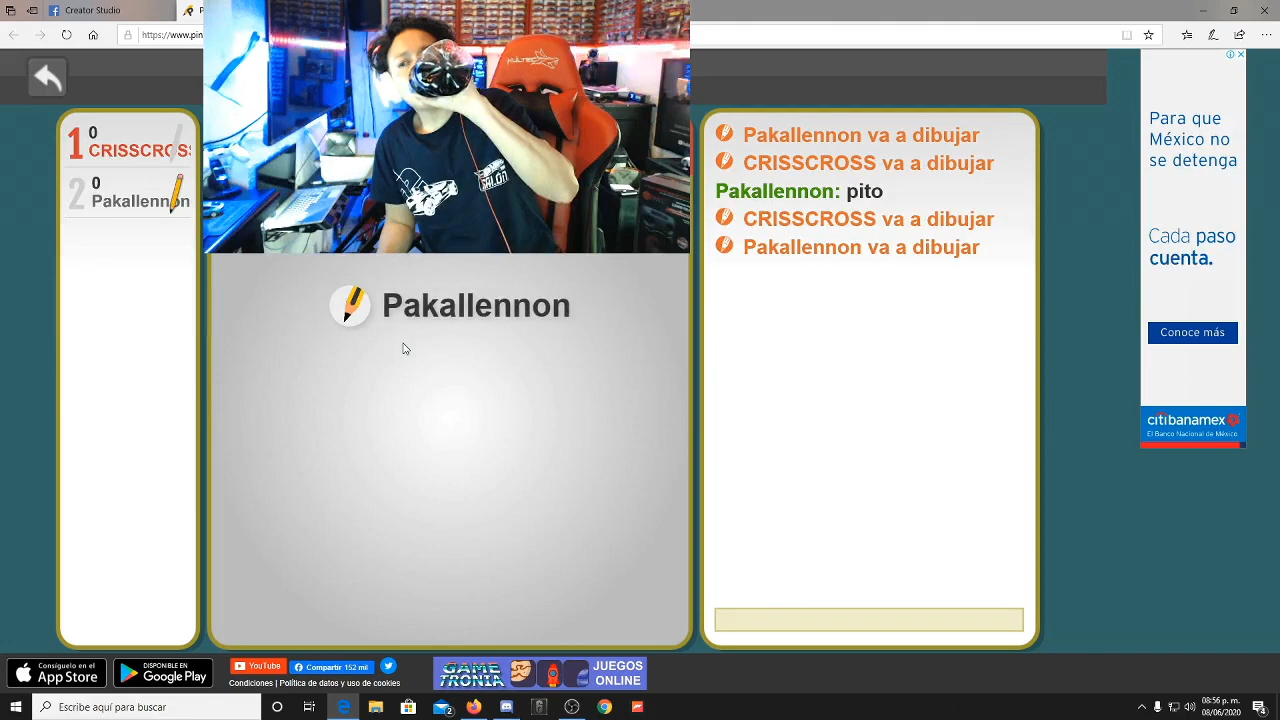 Creator Studio
https://www.pin
1
0
CRISSCROSS
2
0
Pakallennon
Pakallennon
Pakallennon va a dibujar
CRISSCROSS va a dibujar
Pakallennon: pito
CRISSCROSS va a dibujar
Pakallennon va a dibujar
Para que
México no
se detenga
Cada paso
cuenta.
Conoce más
citibanamex
El Banco Nacional de México
Consíguelo en el
App Store
DISPONIBLE EN
Google Play
YouTube
Compartir 152 mil
Condiciones | Política de datos y uso de cookies
GAME
TRONIA
JUEGOS
ONLINE
Escribe aquí para buscar
2
08:56 p. m.
08/06/2020